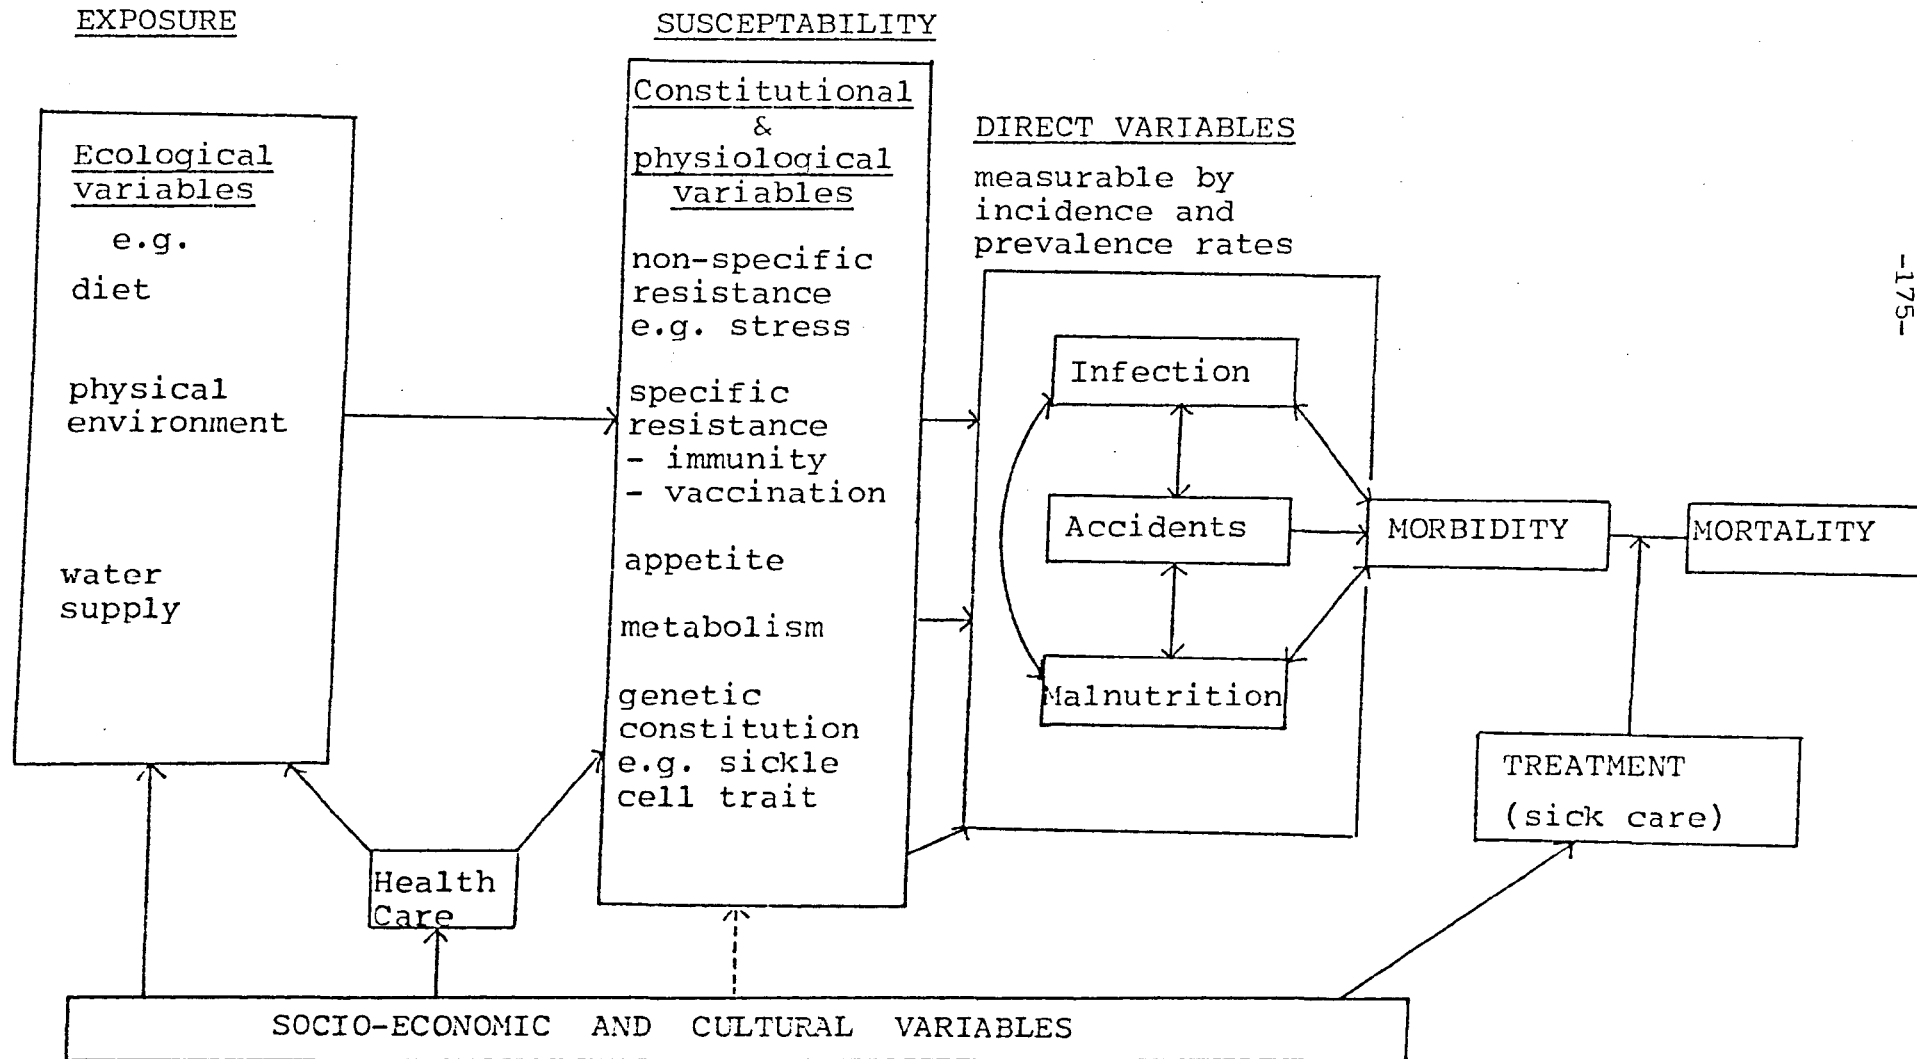 EXPOSURE
Ecological
variables
e.g.
diet
physical
environment
water
supply
SUSCEPTABILITY
Constitutional
&
physiological
variables
non-specific
resistance
e.g. stress
specific
resistance
- immunity
- vaccination
appetite
metabolism
genetic
constitution
e.g. sickle
cell trait
Health
Care
DIRECT VARIABLES
measurable by
incidence and
prevalence rates
Infection
Accidents
Malnutrition
MORBIDITY
MORTALITY
TREATMENT
(sick care)
SOCIO-ECONOMIC AND CULTURAL VARIABLES
-175-